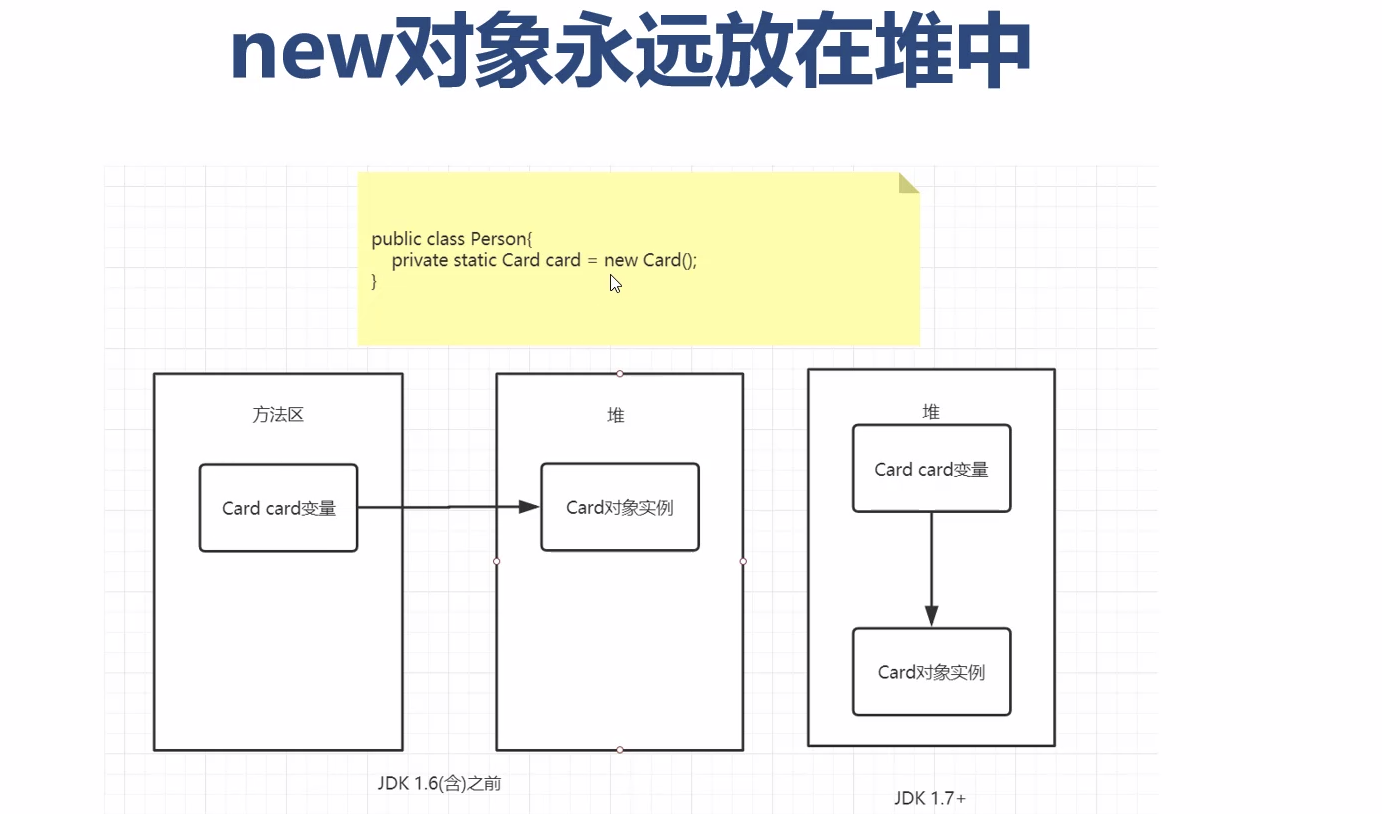 new对象永远放在堆中
public class Person{
private static Card card = new Card();
}
方法区
堆
堆
Card card变量
Card对象实例
Card card变量
Card对象实例
JDK 1.6(含)之前
JDK 1.7+